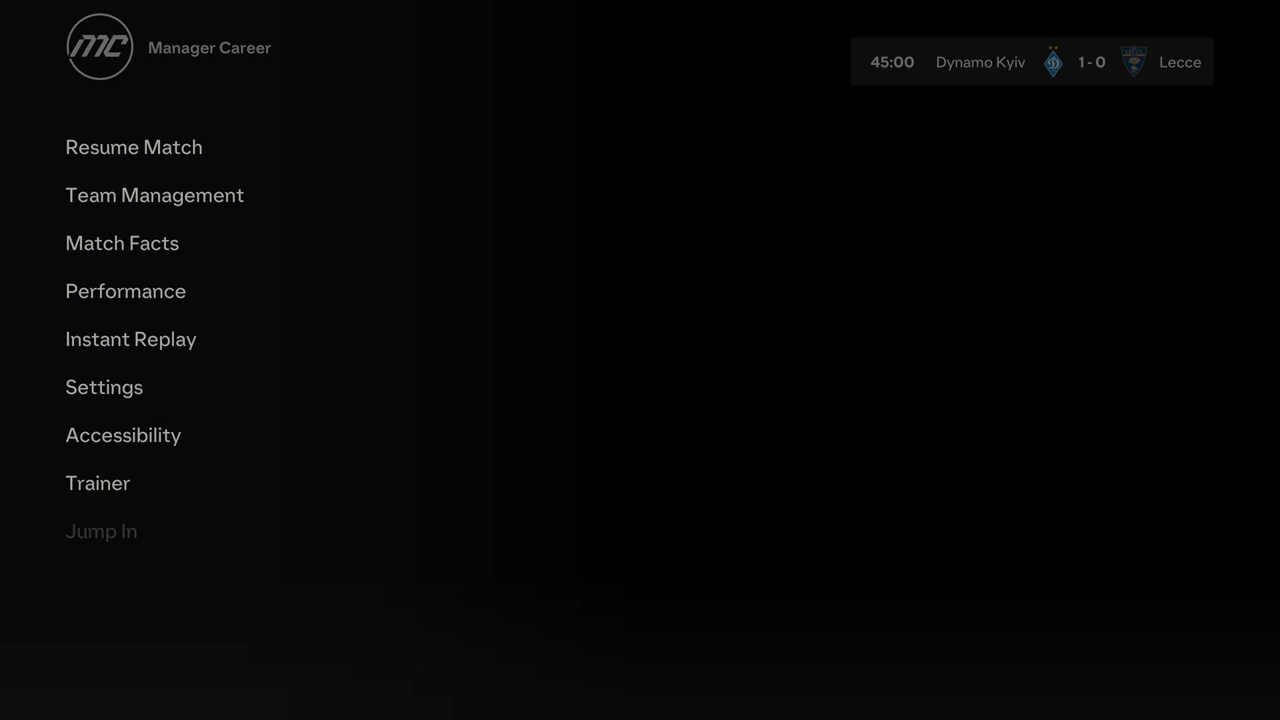 MC Manager Career
45:00 Dynamo Kyiv 1 - 0 Lecce
Resume Match
Team Management
Match Facts
Performance
Instant Replay
Settings
Accessibility
Trainer
Jump In